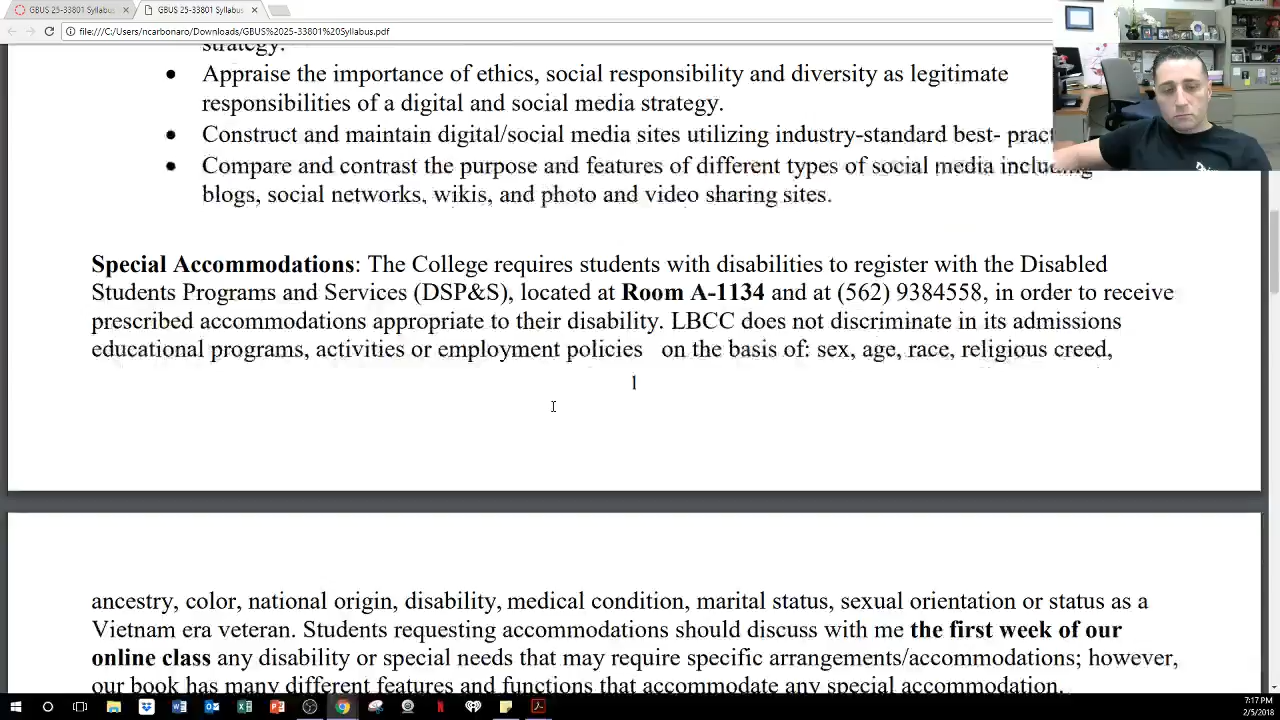 GBUS 25-33801 Syllabus
GBUS 25-33801 Syllabus
file:///C:/Users/ncarbonaro/Downloads/GBUS%2025-33801%20Syllabus.pdf
strategy.
• Appraise the importance of ethics, social responsibility and diversity as legitimate
responsibilities of a digital and social media strategy.
• Construct and maintain digital/social media sites utilizing industry-standard best- pract
• Compare and contrast the purpose and features of different types of social media including
blogs, social networks, wikis, and photo and video sharing sites.
Special Accommodations: The College requires students with disabilities to register with the Disabled
Students Programs and Services (DSP&S), located at Room A-1134 and at (562) 9384558, in order to receive
prescribed accommodations appropriate to their disability. LBCC does not discriminate in its admissions
educational programs, activities or employment policies on the basis of: sex, age, race, religious creed,
1
ancestry, color, national origin, disability, medical condition, marital status, sexual orientation or status as a
Vietnam era veteran. Students requesting accommodations should discuss with me the first week of our
online class any disability or special needs that may require specific arrangements/accommodations; however,
our book has many different features and functions that accommodate any special accommodation.
7:17 PM
2/5/2018